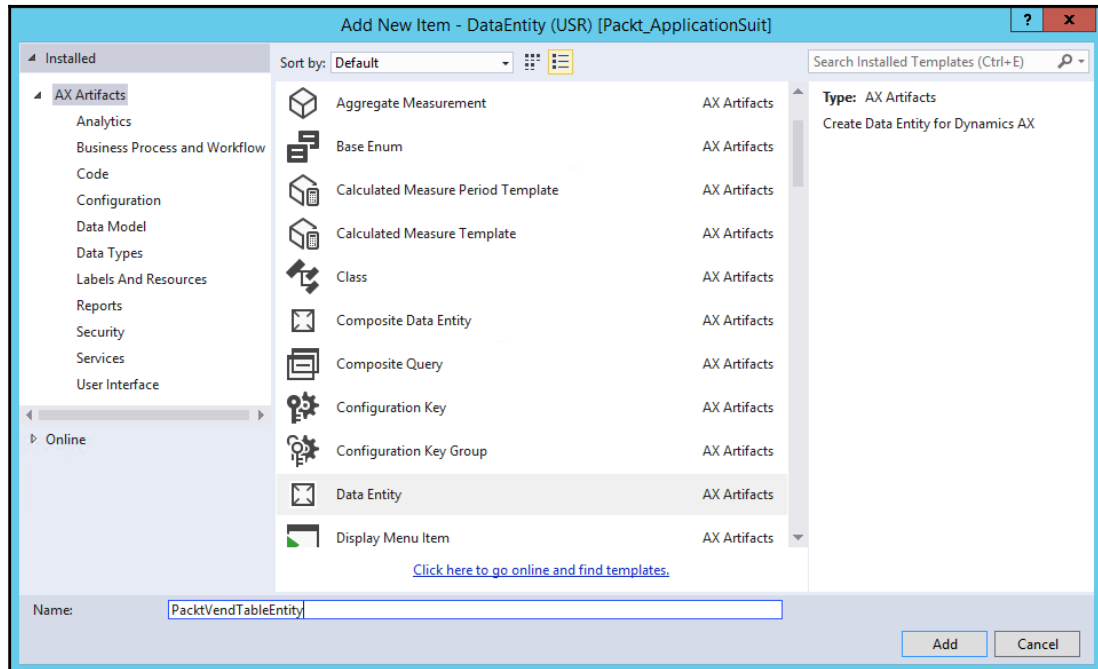 Add New Item - DataEntity (USR) [Packt_ApplicationSuit]
? x
Installed
Sort by: Default
Search Installed Templates (Ctrl+E)
AX Artifacts
Analytics
Business Process and Workflow
Code
Configuration
Data Model
Data Types
Labels And Resources
Reports
Security
Services
User Interface
Online
Aggregate Measurement AX Artifacts
Base Enum AX Artifacts
Calculated Measure Period Template AX Artifacts
Calculated Measure Template AX Artifacts
Class AX Artifacts
Composite Data Entity AX Artifacts
Composite Query AX Artifacts
Configuration Key AX Artifacts
Configuration Key Group AX Artifacts
Data Entity AX Artifacts
Display Menu Item AX Artifacts
Click here to go online and find templates.
Type: AX Artifacts
Create Data Entity for Dynamics AX
Name: PacktVendTableEntity
Add Cancel